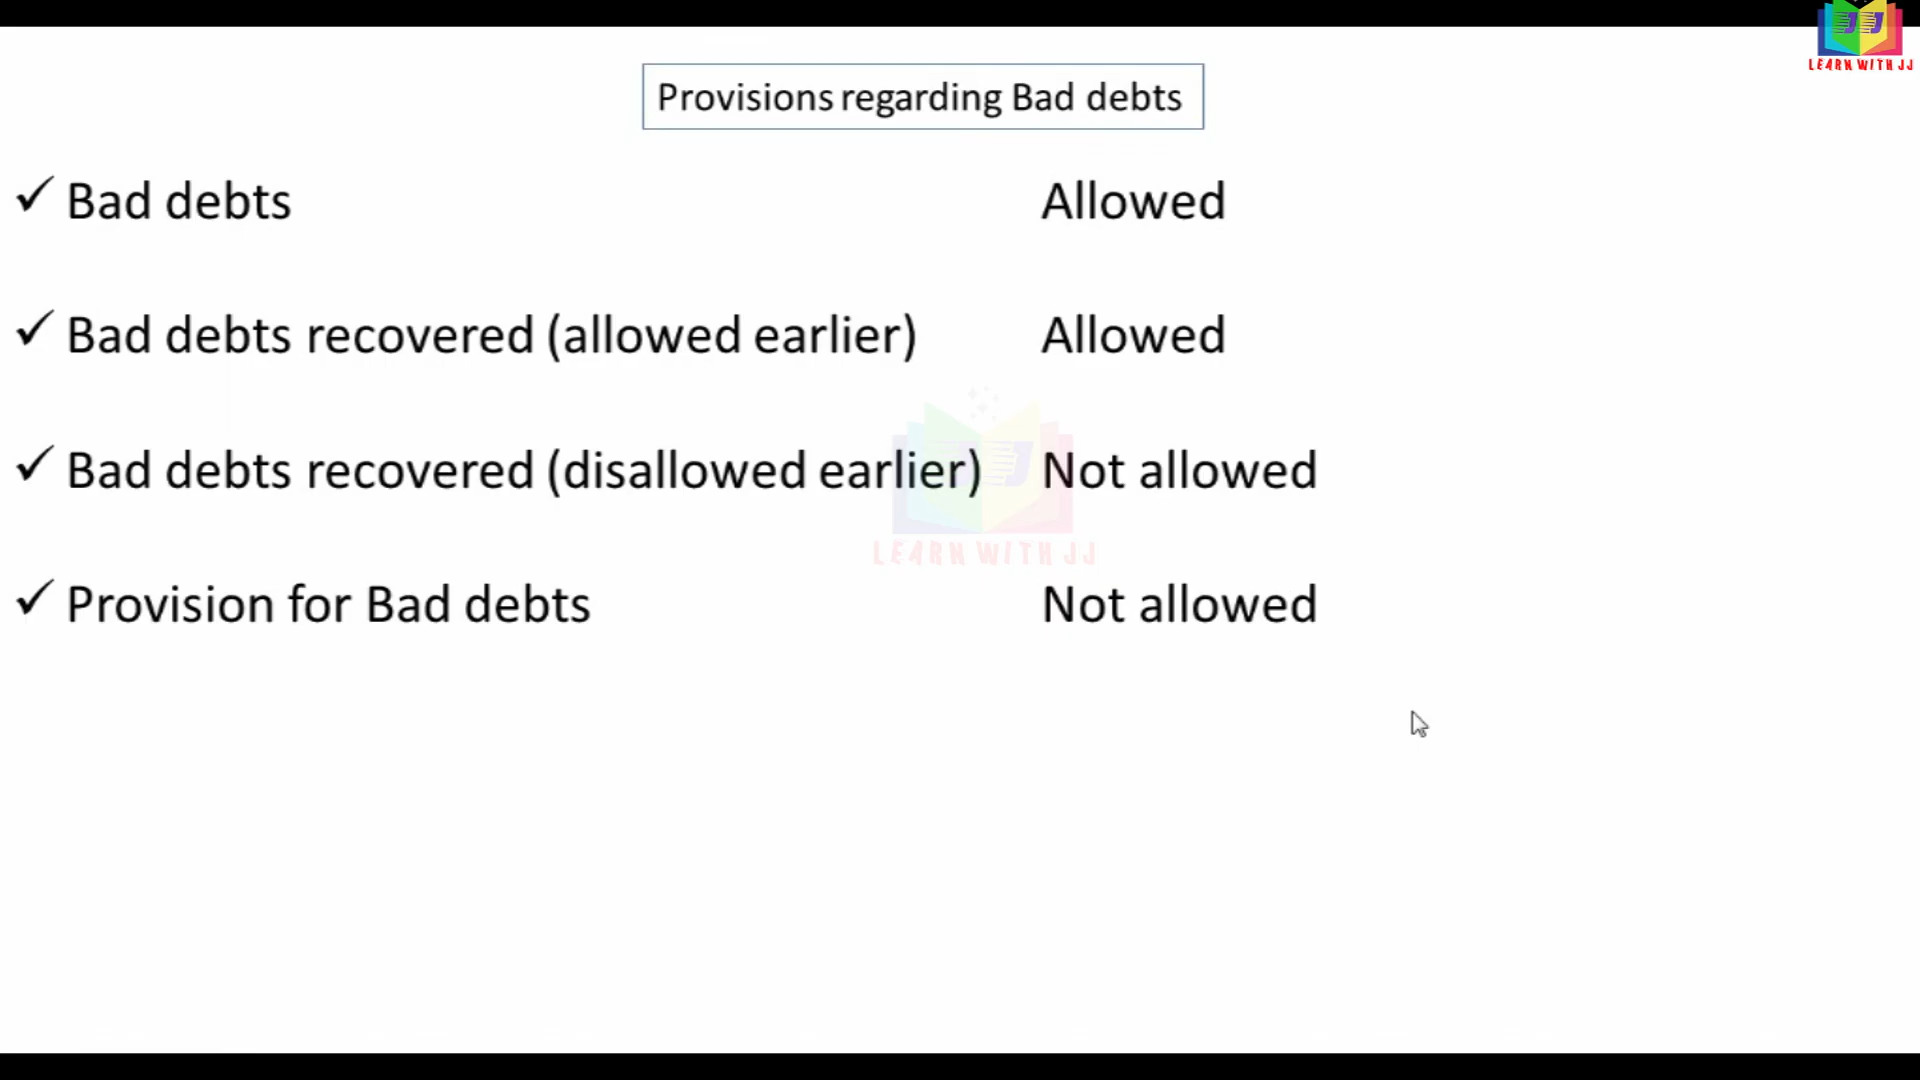 LEARN WITH JJ
Provisions regarding Bad debts
✓ Bad debts Allowed
✓ Bad debts recovered (allowed earlier) Allowed
✓ Bad debts recovered (disallowed earlier) Not allowed
LEARN WITH JJ
✓ Provision for Bad debts Not allowed